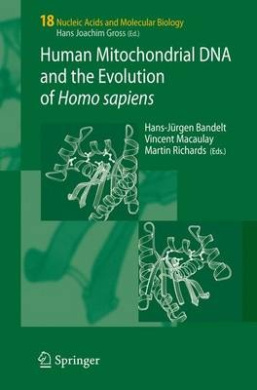 18 Nucleic Acids and Molecular Biology
Hans Joachim Gross (Ed.)
Human Mitochondrial DNA
and the Evolution
of Homo sapiens
Hans-Jürgen Bandelt
Vincent Macaulay
Martin Richards (Eds.)
Springer